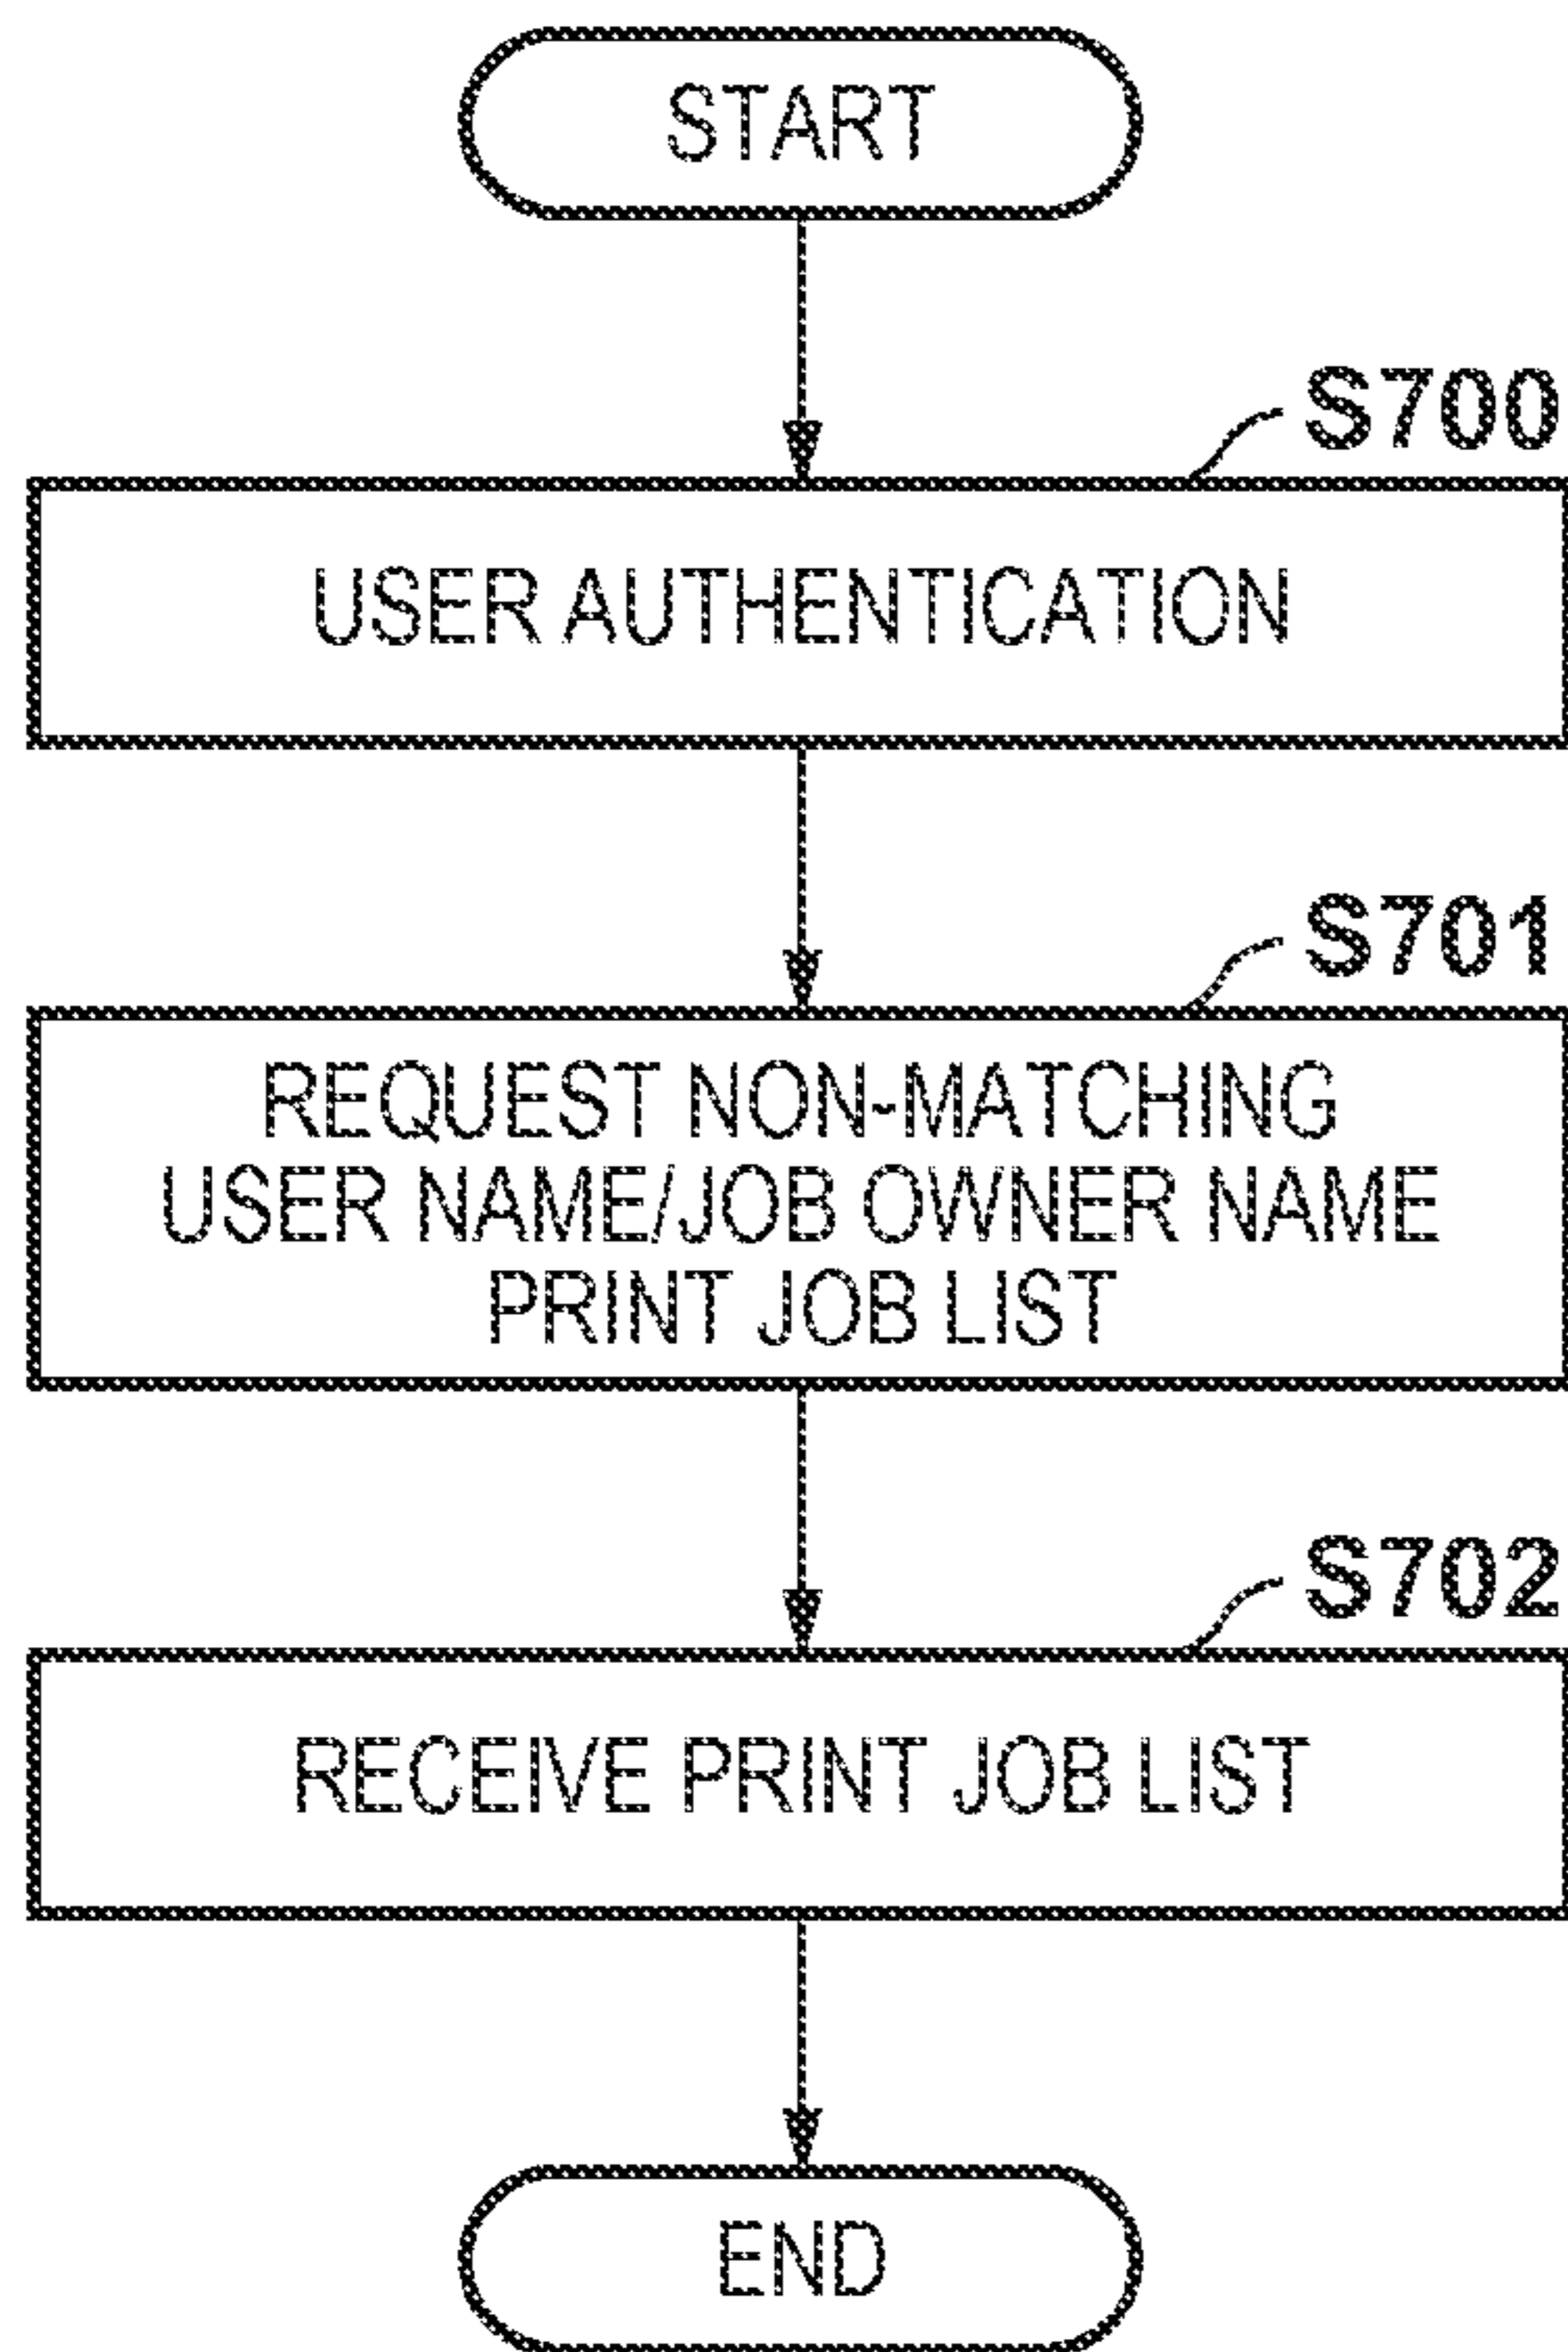 START
S700
USER AUTHENTICATION
S701
REQUEST NON-MATCHING
USER NAME/JOB OWNER NAME
PRINT JOB LIST
S702
RECEIVE PRINT JOB LIST
END